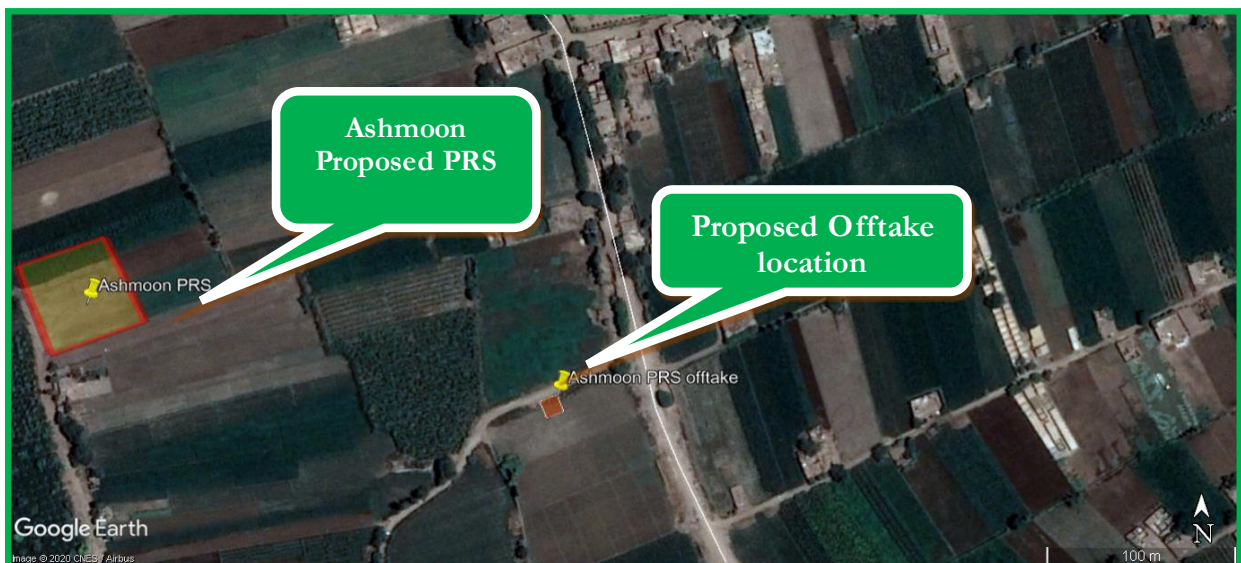 Ashmoon
Proposed PRS
Proposed Offtake
location
Ashmoon PRS
Ashmoon PRS offtake
Google Earth
Image © 2020 CNES / Airbus
N
100 m